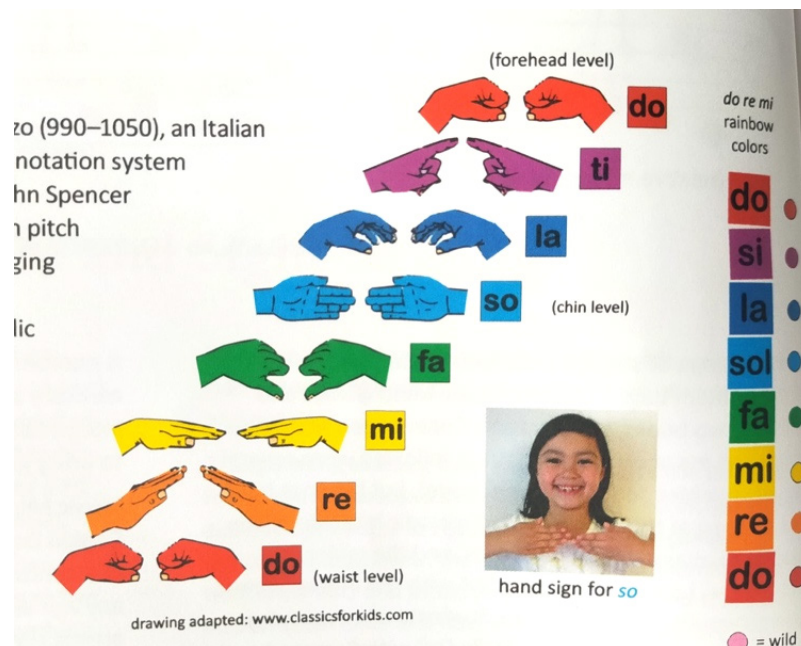 (forehead level)
do
ti
la
so
(chin level)
fa
mi
re
do
(waist level)
drawing adapted: www.classicsforkids.com
zo (990–1050), an Italian
notation system
hn Spencer
pitch
ging
lic
hand sign for so
do re mi
rainbow
colors
do
si
la
sol
fa
mi
re
do
= wild